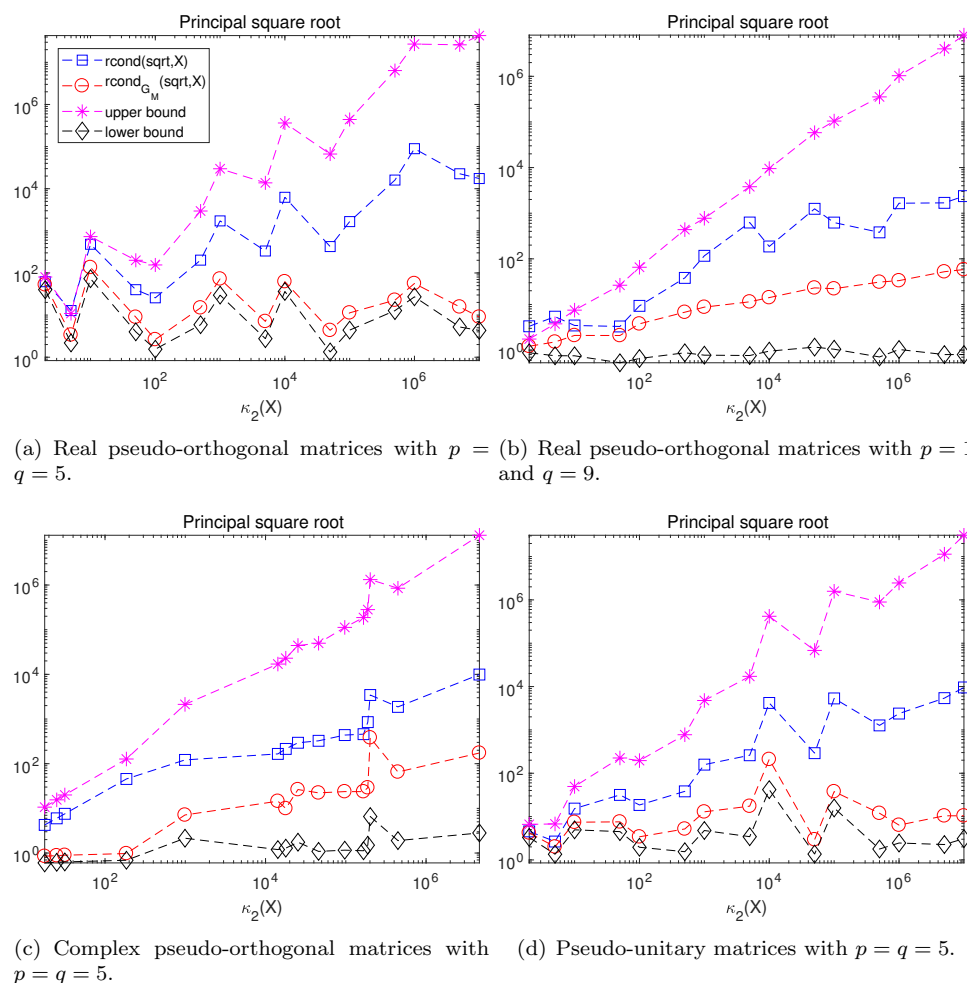 Principal square root
rcond(sqrt,X)
rcond_{G_M}(sqrt,X)
upper bound
lower bound
10^6
10^4
10^2
10^0
10^2
10^4
10^6
κ_2(X)
(a) Real pseudo-orthogonal matrices with p =
q = 5.
Principal square root
10^6
10^4
10^2
10^0
10^2
10^4
10^6
κ_2(X)
(b) Real pseudo-orthogonal matrices with p = 1
and q = 9.
Principal square root
10^6
10^4
10^2
10^0
10^2
10^4
10^6
κ_2(X)
(c) Complex pseudo-orthogonal matrices with
p = q = 5.
Principal square root
10^6
10^4
10^2
10^0
10^2
10^4
10^6
κ_2(X)
(d) Pseudo-unitary matrices with p = q = 5.